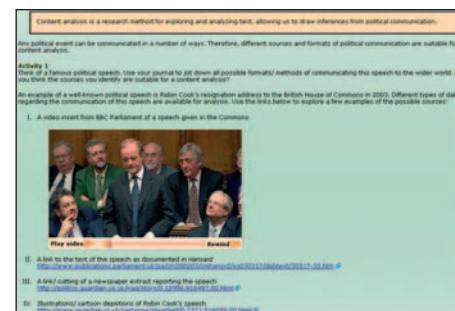 Content analysis is a research method for exploring and analyzing text, allowing us to draw inferences from political communication.
Any political event can be communicated in a number of ways. Therefore, different sources and formats of political communication are suitable fo
content analysis.
Activity 1
Think of a famous political speech. Use your journal to jot down all possible formats/ methods of communicating this speech to the wider world.
you think the sources you identify are suitable for a content analysis?
An example of a well-known political speech is Robin Cook's resignation address to the British House of Commons in 2003. Different types of dat
regarding the communication of this speech are available for analysis. Use the links below to explore a few examples of the possible sources:
I. A video insert from BBC Parliament of a speech given in the Commons
Play video
Rewind
II. A link to the text of the speech as documented in Hansard
III. A link/ cutting of a newspaper extract reporting the speech
IV. Illustrations/ cartoon depictions of Robin Cook's speech